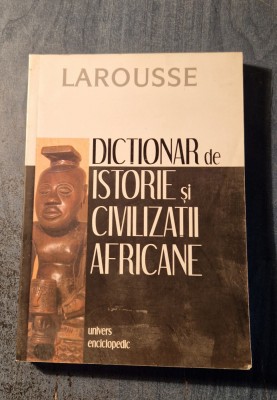 LAROUSSE
DICȚIONAR de
ISTORIE și
CIVILIZAȚII
AFRICANE
univers
enciclopedic